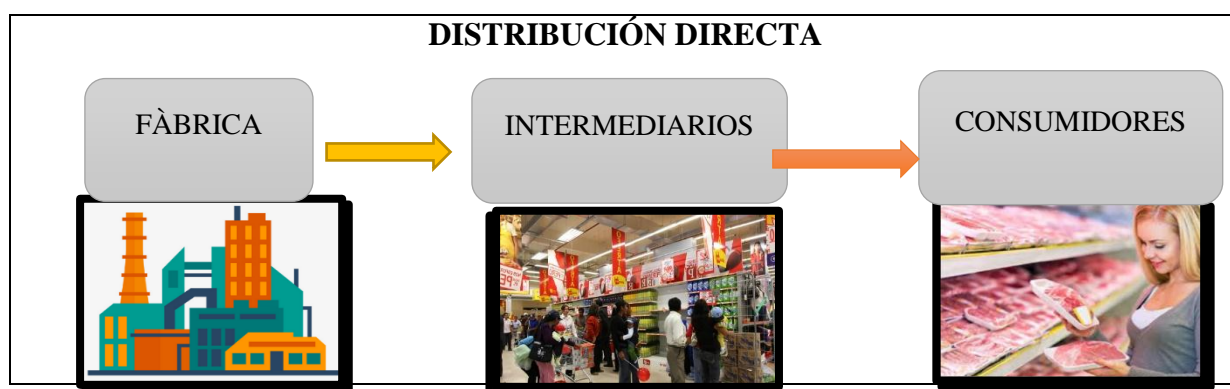 DISTRIBUCIÓN DIRECTA
FÀBRICA
INTERMEDIARIOS
CONSUMIDORES